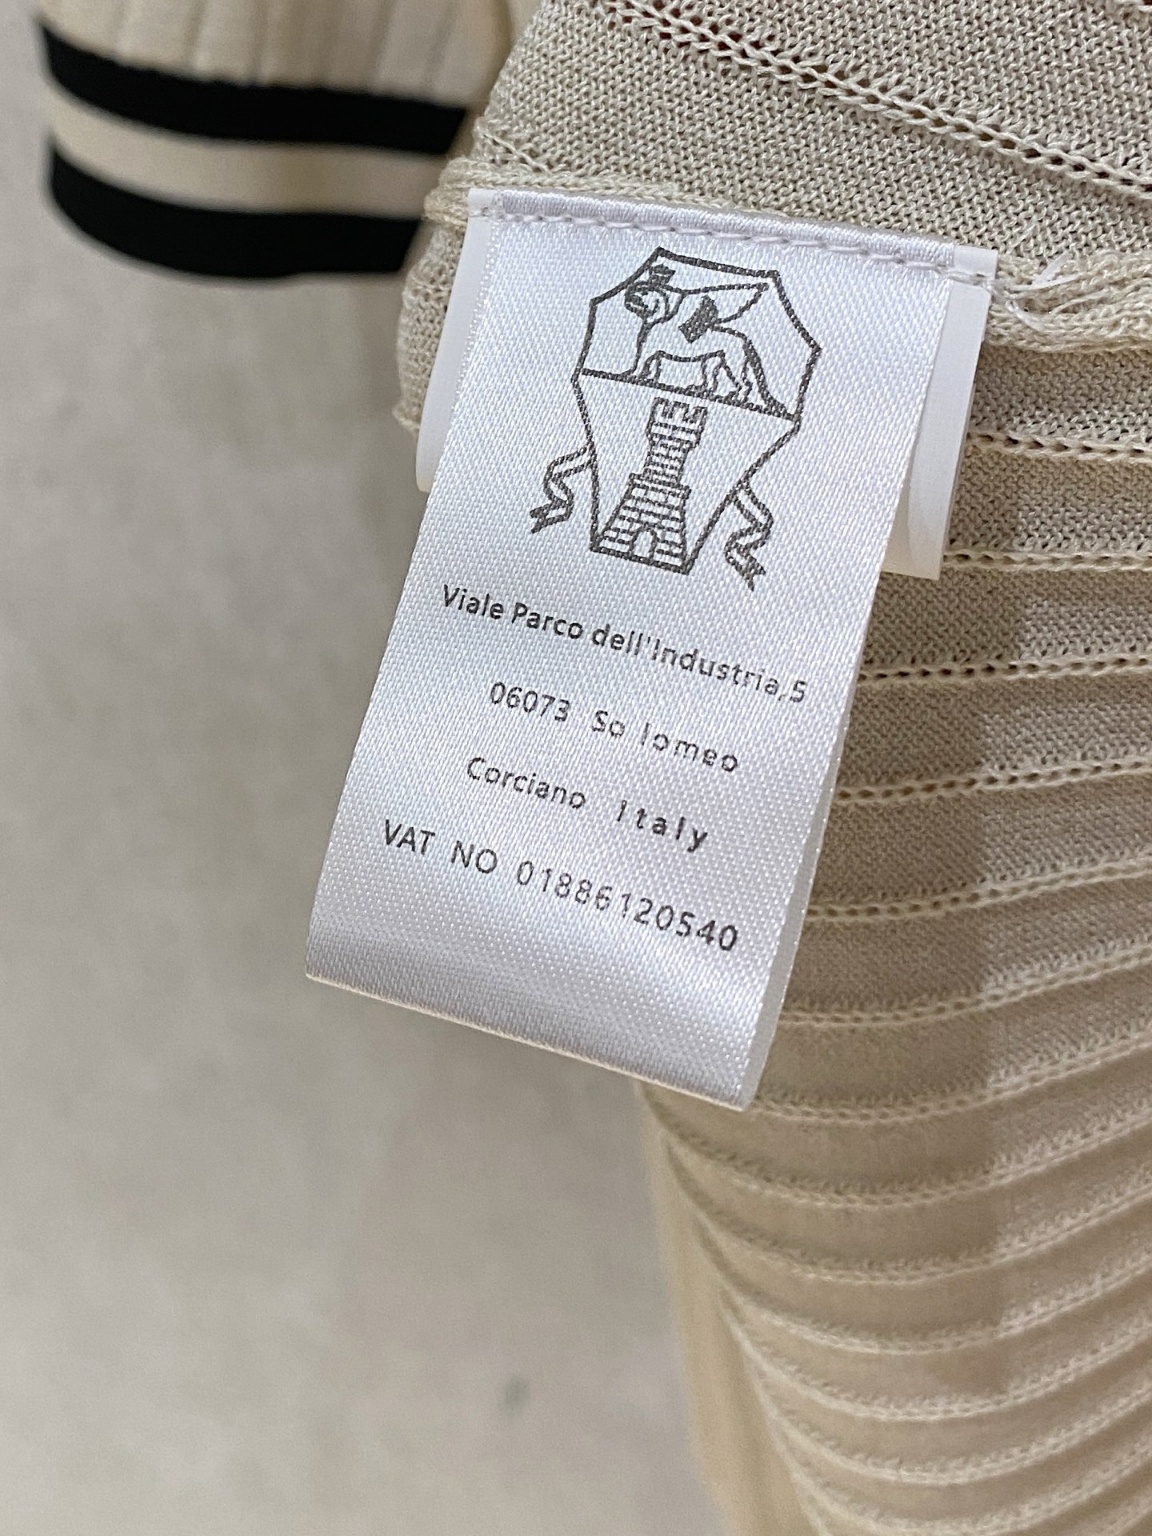 Viale Parco dell'Industria,5
06073 So lomeo
Corciano Italy
VAT NO 01886120540